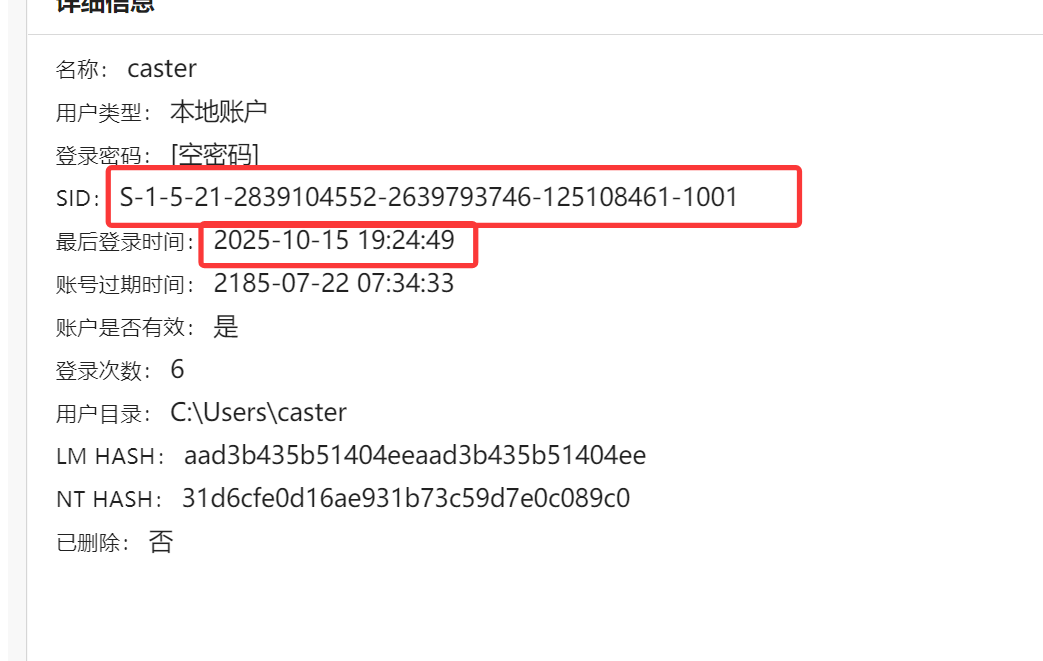 详细信息
名称： caster
用户类型： 本地账户
登录密码： [空密码]
SID： S-1-5-21-2839104552-2639793746-125108461-1001
最后登录时间： 2025-10-15 19:24:49
账号过期时间： 2185-07-22 07:34:33
账户是否有效： 是
登录次数： 6
用户目录： C:\Users\caster
LM HASH： aad3b435b51404eeaad3b435b51404ee
NT HASH： 31d6cfe0d16ae931b73c59d7e0c089c0
已删除： 否